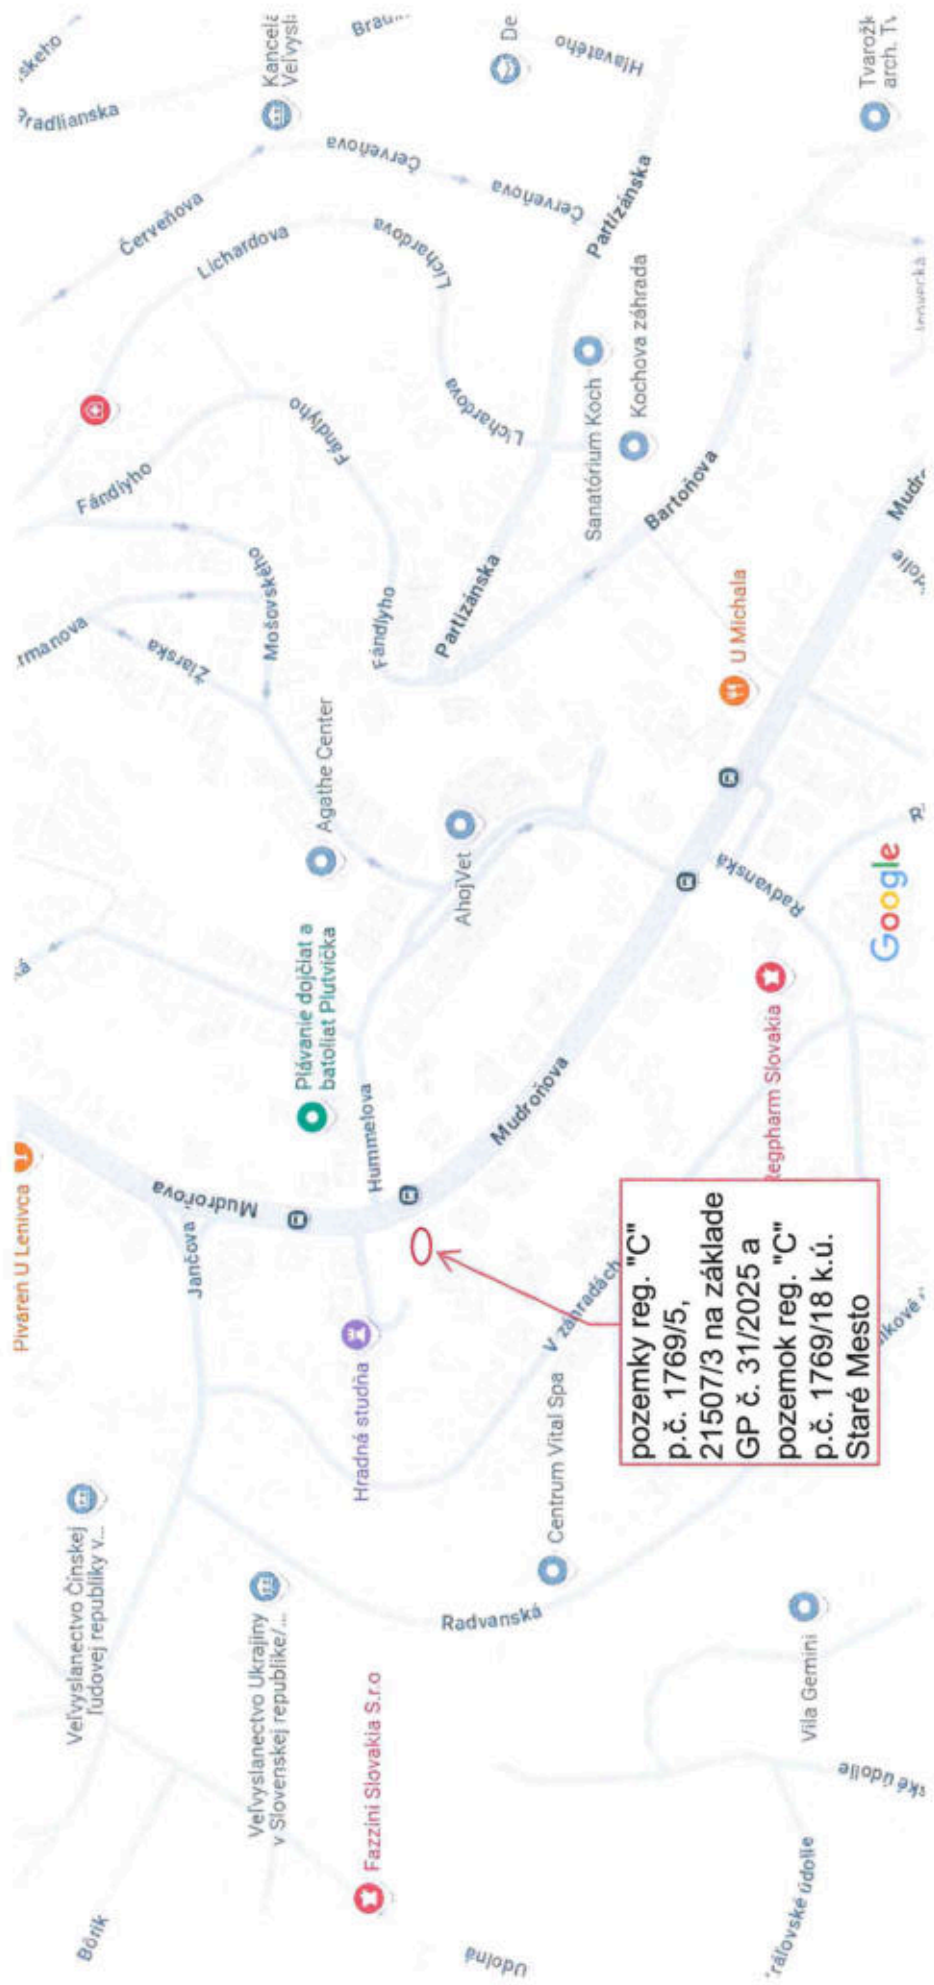 Bôrik
Veľvyslanectvo Čínskej
ľudovej republiky v...
Jančova
Piváreň U Lenivca
Mudroňova
Veľvyslanectvo Ukrajiny
v Slovenskej republike/...
Fazzini Slovakia S.r.o
Hradná studňa
Hummelova
Plávanie dojčiat a
batoliat Plutvička
Agathe Center
AhojVet
Žiarska
Mošovského
Fándlyho
Fándlyho
Fándlyho
Lichardova
Lichardova
Lichardova
Červeňova
Červeňova
Červeňova
Partizánska
Partizánska
Hlavatého
Sanatórium Koch
Kochova záhrada
Bartoňova
U Michala
Mudroňova
Radvanská
Radvanská
Centrum Vital Spa
V záhradách
Údolná
Vila Gemini
pozemky reg. "C"
p.č. 1769/5,
21507/3 na základe
GP č. 31/2025 a
pozemok reg. "C"
p.č. 1769/18 k.ú.
Staré Mesto
Regpharm Slovakia
Google